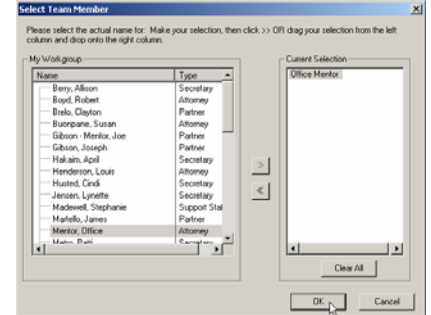 Select Team Member
Please select the actual name for: Make your selection, then click >> OR drag your selection from the left
column and drop onto the right column.
My Workgroup
Name Type
Berry, Allison Secretary
Boyd, Robert Attorney
Brelo, Clayton Partner
Buonpane, Susan Attorney
Gibson - Mentor, Joe Partner
Gibson, Joseph Partner
Hakaim, April Secretary
Henderson, Louis Attorney
Husted, Cindi Secretary
Jensen, Lynette Secretary
Madewell, Stephanie Support Staf
Martello, James Partner
Mentor, Office Attorney
Metro, Patti Secretary
>
<
Current Selection
Office Mentor
Clear All
OK
Cancel